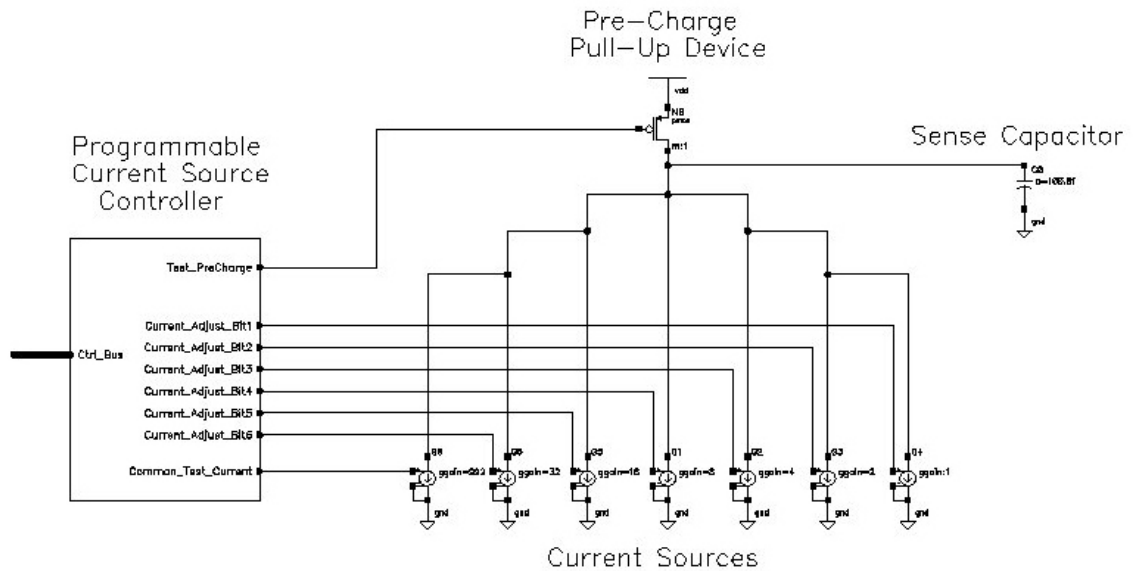 Pre-Charge
Pull-Up Device
vdd
Programmable
Current Source
Controller
Sense Capacitor
Test_PreCharge
Current_Adjust_Bit1
Ctrl_Bus
Current_Adjust_Bit2
Current_Adjust_Bit3
Current_Adjust_Bit4
Current_Adjust_Bit5
Current_Adjust_Bit6
Common_Test_Current
ggain=32
ggain=16
ggain=8
ggain=4
ggain=2
ggain:1
gnd
gnd
gnd
gnd
gnd
gnd
gnd
gnd
Current Sources